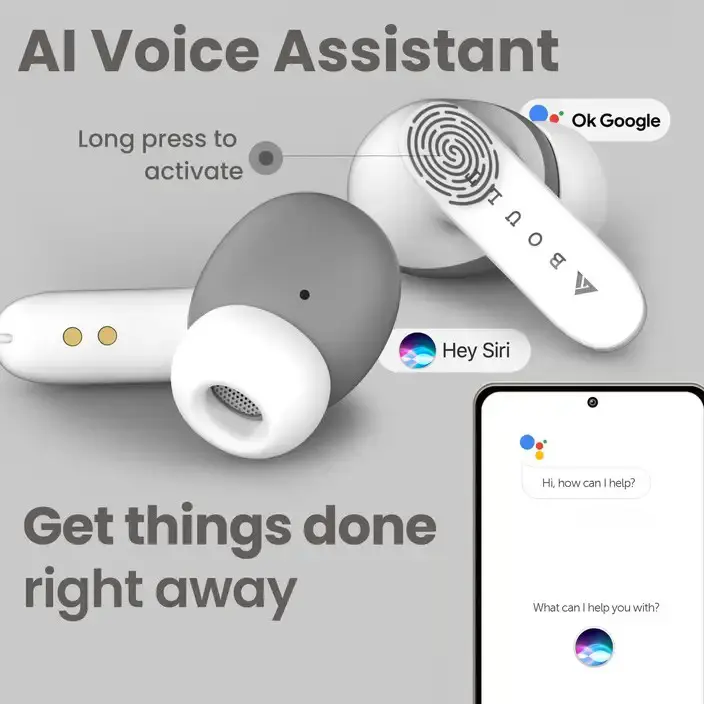 AI Voice Assistant
Ok Google
Long press to
activate
BOULT
Hey Siri
Hi, how can I help?
Get things done
right away
What can I help you with?